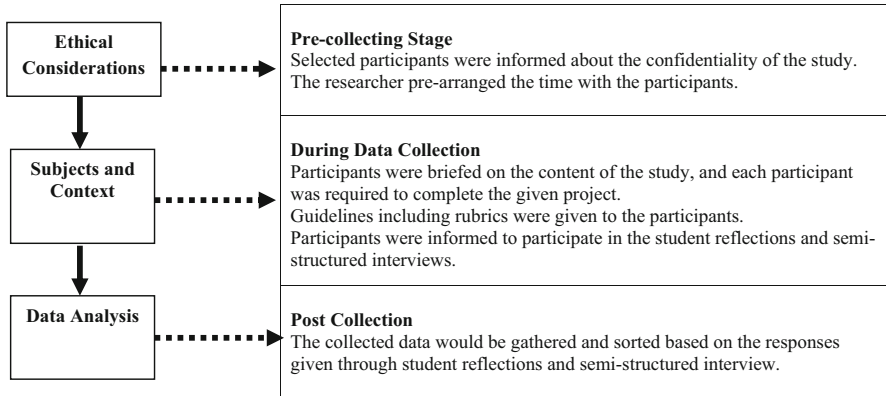 Ethical
Considerations
Pre-collecting Stage
Selected participants were informed about the confidentiality of the study.
The researcher pre-arranged the time with the participants.
Subjects and
Context
During Data Collection
Participants were briefed on the content of the study, and each participant
was required to complete the given project.
Guidelines including rubrics were given to the participants.
Participants were informed to participate in the student reflections and semi-
structured interviews.
Data Analysis
Post Collection
The collected data would be gathered and sorted based on the responses
given through student reflections and semi-structured interview.